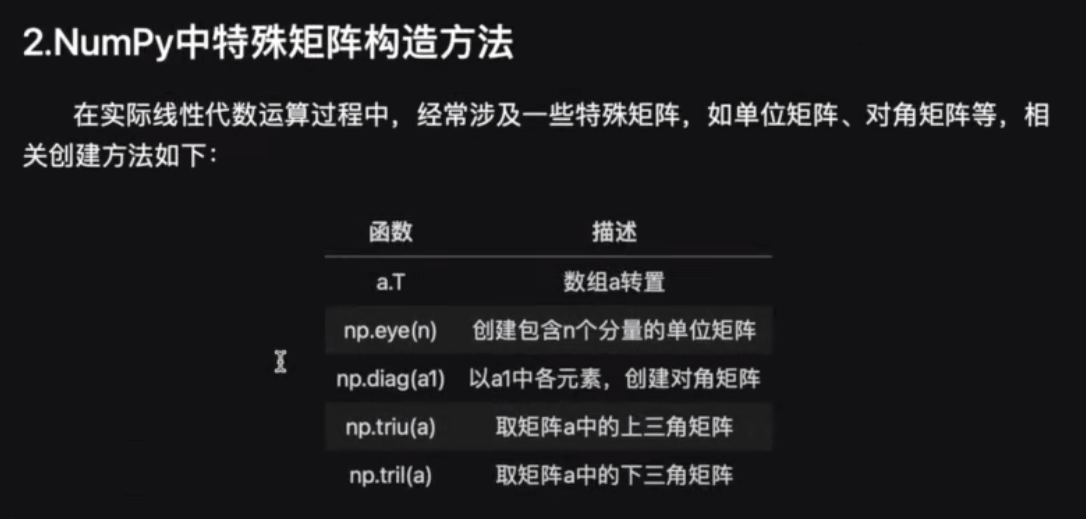 2.NumPy中特殊矩阵构造方法
在实际线性代数运算过程中，经常涉及一些特殊矩阵，如单位矩阵、对角矩阵等，相
关创建方法如下：
函数 描述
a.T 数组a转置
np.eye(n) 创建包含n个分量的单位矩阵
np.diag(a1) 以a1中各元素，创建对角矩阵
np.triu(a) 取矩阵a中的上三角矩阵
np.tril(a) 取矩阵a中的下三角矩阵